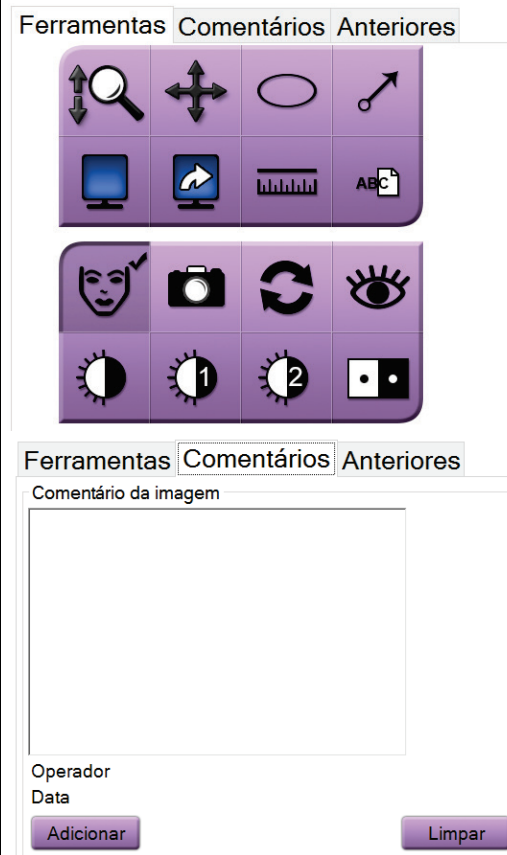 Ferramentas Comentários Anteriores
ABC
1 2
Ferramentas Comentários Anteriores
Comentário da imagem
Operador
Data
Adicionar Limpar